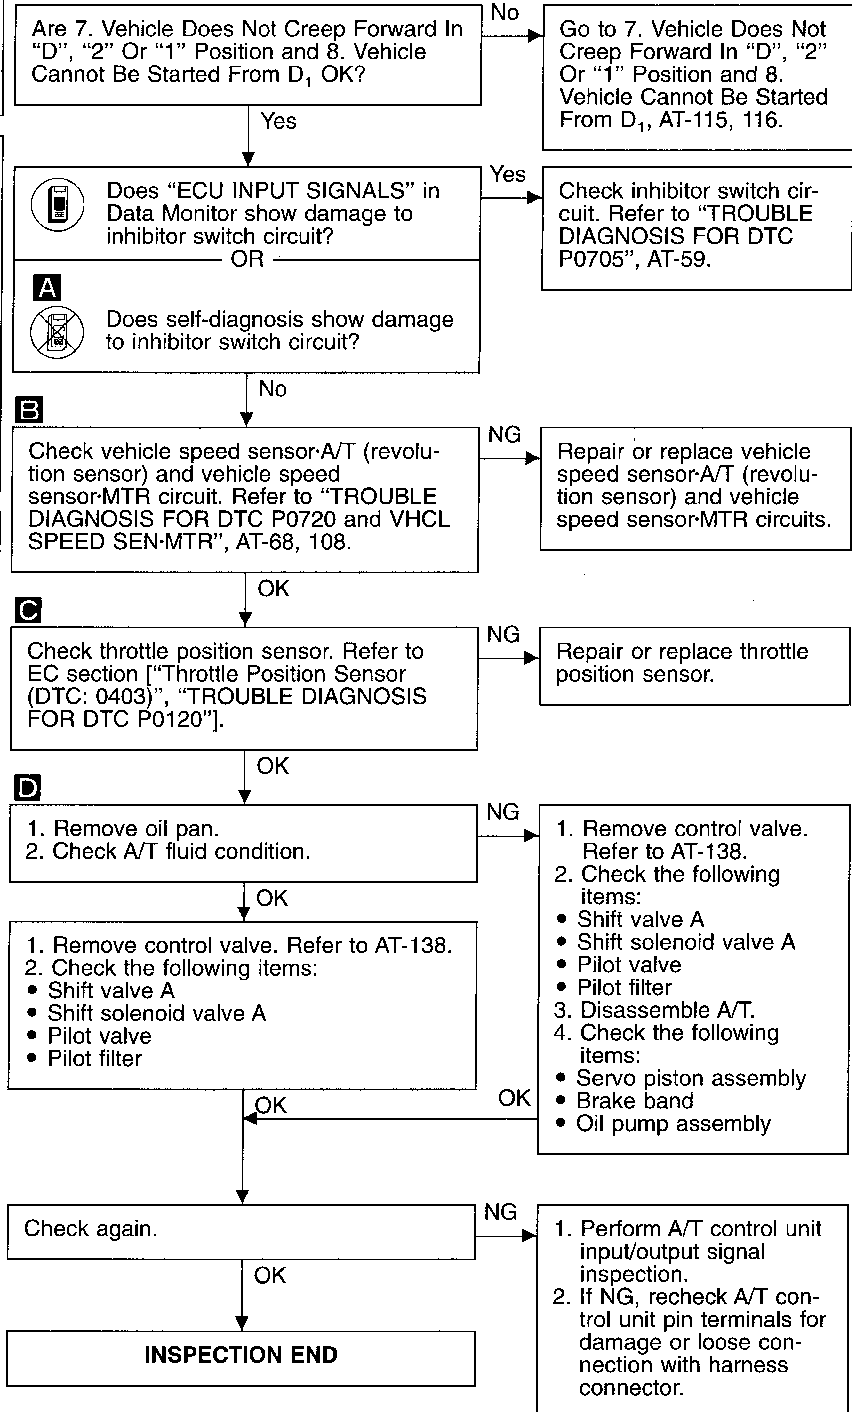 Are 7. Vehicle Does Not Creep Forward In
“D”, “2” Or “1” Position and 8. Vehicle
Cannot Be Started From D1 OK?
No
Go to 7. Vehicle Does Not
Creep Forward In “D”, “2”
Or “1” Position and 8.
Vehicle Cannot Be Started
From D1, AT-115, 116.
Yes
Does “ECU INPUT SIGNALS” in
Data Monitor show damage to
inhibitor switch circuit?
OR
A
Does self-diagnosis show damage
to inhibitor switch circuit?
Yes
Check inhibitor switch cir-
cuit. Refer to “TROUBLE
DIAGNOSIS FOR DTC
P0705”, AT-59.
No
B
Check vehicle speed sensor·A/T (revolu-
tion sensor) and vehicle speed
sensor·MTR circuit. Refer to “TROUBLE
DIAGNOSIS FOR DTC P0720 and VHCL
SPEED SEN·MTR”, AT-68, 108.
NG
Repair or replace vehicle
speed sensor·A/T (revolu-
tion sensor) and vehicle
speed sensor·MTR circuits.
OK
C
Check throttle position sensor. Refer to
EC section [“Throttle Position Sensor
(DTC: 0403)”, “TROUBLE DIAGNOSIS
FOR DTC P0120”].
NG
Repair or replace throttle
position sensor.
OK
D
1. Remove oil pan.
2. Check A/T fluid condition.
NG
1. Remove control valve.
Refer to AT-138.
2. Check the following
items:
• Shift valve A
• Shift solenoid valve A
• Pilot valve
• Pilot filter
3. Disassemble A/T.
4. Check the following
items:
• Servo piston assembly
• Brake band
• Oil pump assembly
OK
1. Remove control valve. Refer to AT-138.
2. Check the following items:
• Shift valve A
• Shift solenoid valve A
• Pilot valve
• Pilot filter
OK
OK
Check again.
NG
1. Perform A/T control unit
input/output signal
inspection.
2. If NG, recheck A/T con-
trol unit pin terminals for
damage or loose con-
nection with harness
connector.
OK
INSPECTION END